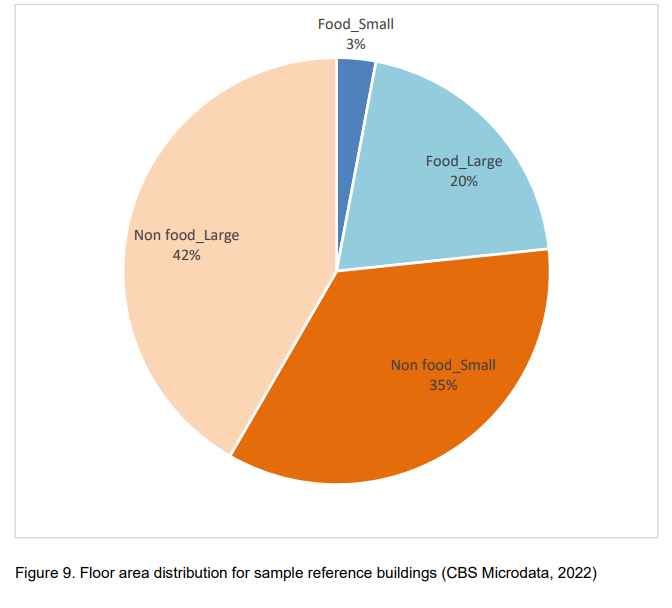 Food_Small
3%
Food_Large
20%
Non food_Large
42%
Non food_Small
35%
Figure 9. Floor area distribution for sample reference buildings (CBS Microdata, 2022)